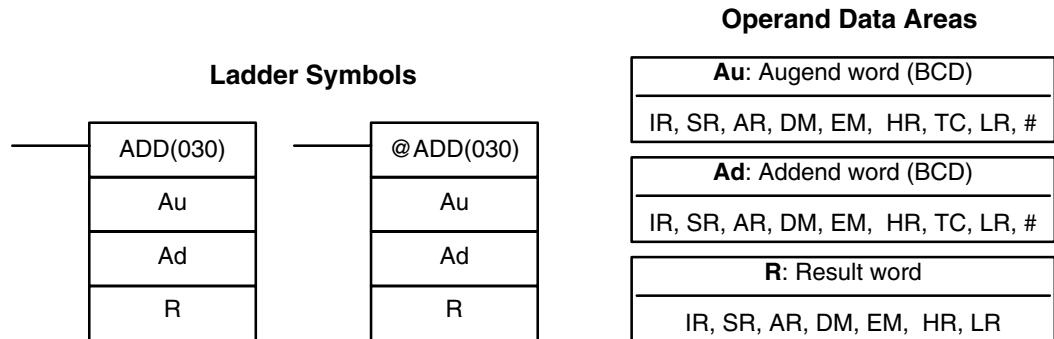 Ladder Symbols
ADD(030)
Au
Ad
R
@ADD(030)
Au
Ad
R
Operand Data Areas
Au: Augend word (BCD)
IR, SR, AR, DM, EM, HR, TC, LR, #
Ad: Addend word (BCD)
IR, SR, AR, DM, EM, HR, TC, LR, #
R: Result word
IR, SR, AR, DM, EM, HR, LR